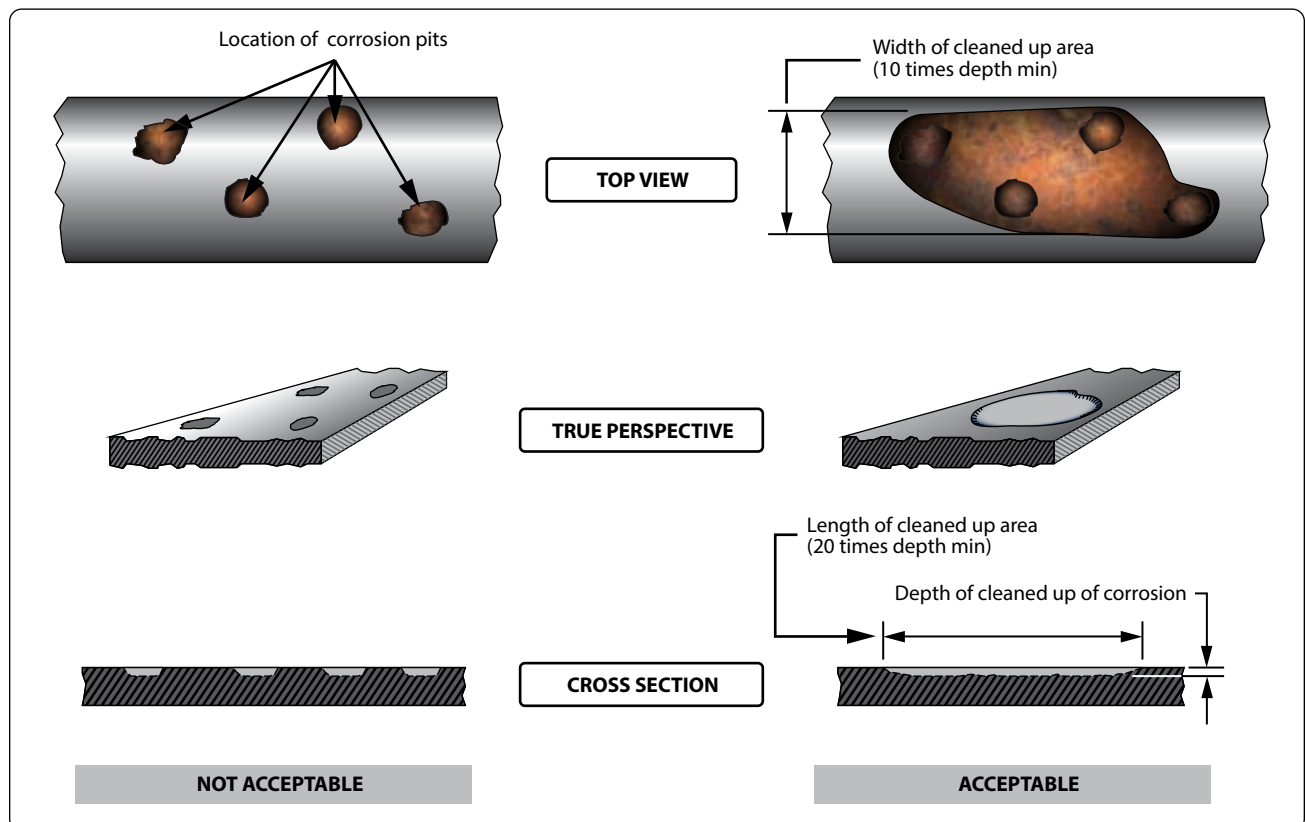 Location of corrosion pits
Width of cleaned up area
(10 times depth min)
TOP VIEW
TRUE PERSPECTIVE
Length of cleaned up area
(20 times depth min)
Depth of cleaned up of corrosion
CROSS SECTION
NOT ACCEPTABLE
ACCEPTABLE